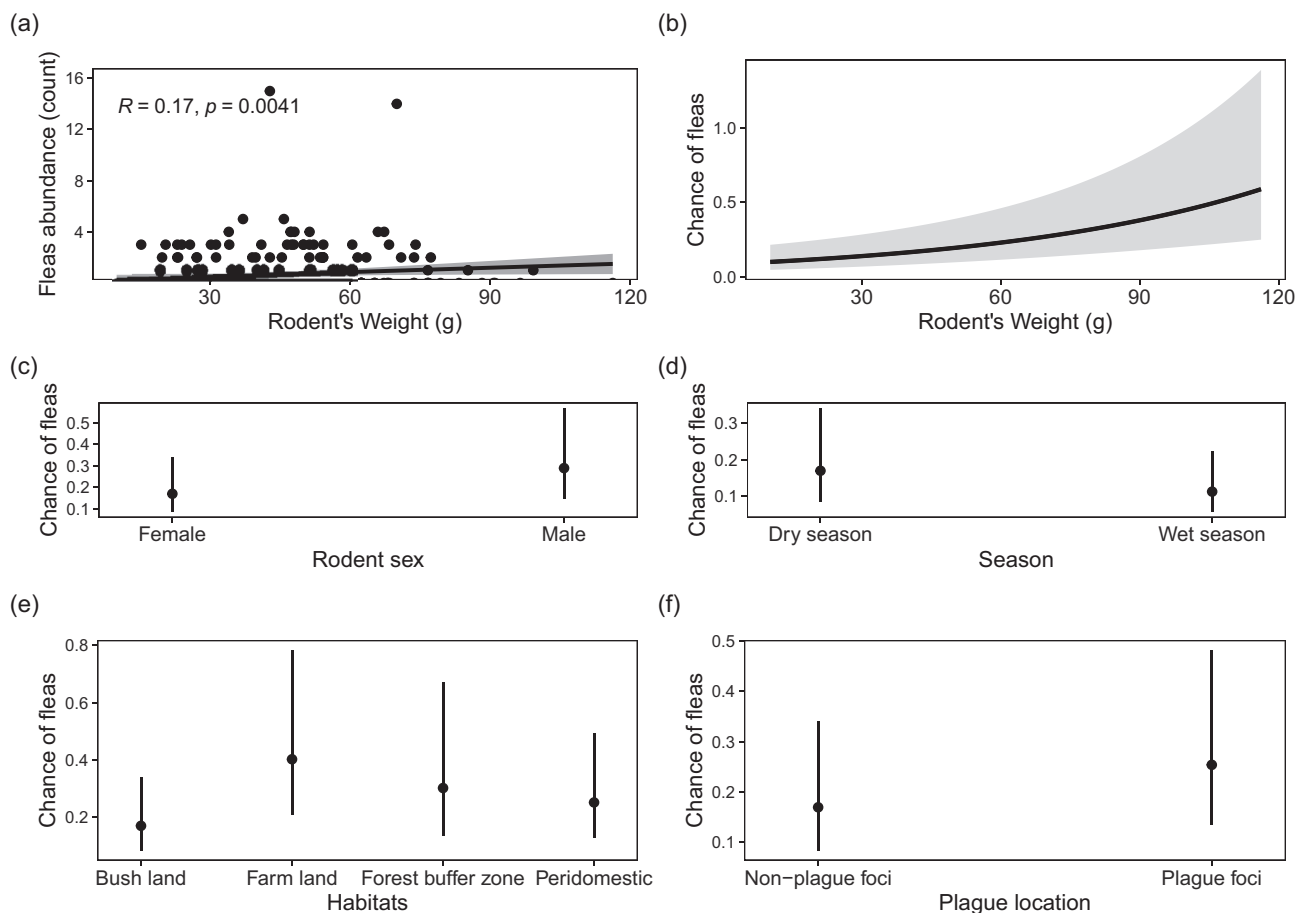 (a)
Fleas abundance (count)
16
12
8
4
R = 0.17, p = 0.0041
30 60 90 120
Rodent's Weight (g)
(b)
Chance of fleas
1.0
0.5
0.0
30 60 90 120
Rodent's Weight (g)
(c)
Chance of fleas
0.5
0.4
0.3
0.2
0.1
Female Male
Rodent sex
(d)
Chance of fleas
0.3
0.2
0.1
Dry season Wet season
Season
(e)
Chance of fleas
0.8
0.6
0.4
0.2
Bush land Farm land Forest buffer zone Peridomestic
Habitats
(f)
Chance of fleas
0.5
0.4
0.3
0.2
0.1
Non−plague foci Plague foci
Plague location